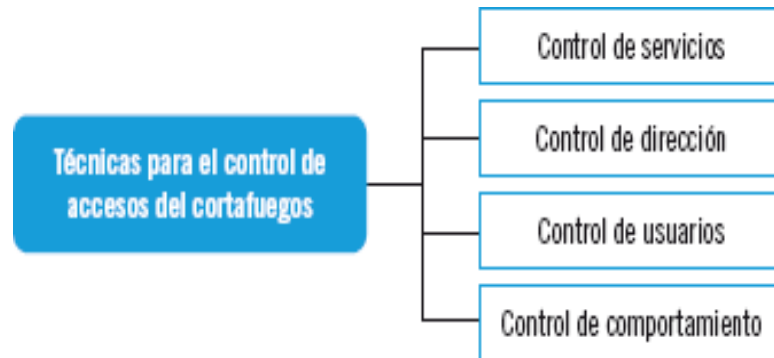 Técnicas para el control de
accesos del cortafuegos
Control de servicios
Control de dirección
Control de usuarios
Control de comportamiento